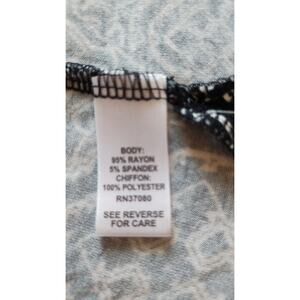 BODY:
95% RAYON
5% SPANDEX
CHIFFON:
100% POLYESTER
RN37080
SEE REVERSE
FOR CARE